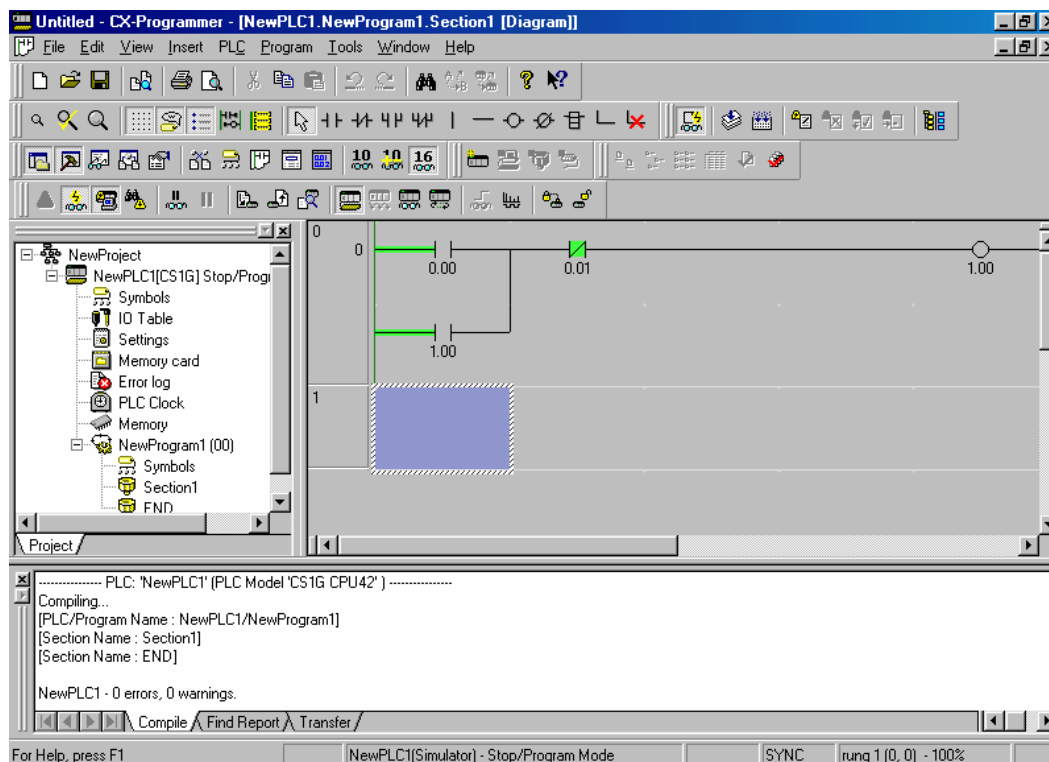 Untitled - CX-Programmer - [NewPLC1.NewProgram1.Section1 [Diagram]]
File Edit View Insert PLC Program Tools Window Help
10 10 16
NewProject
NewPLC1[CS1G] Stop/Progr
Symbols
IO Table
Settings
Memory card
Error log
PLC Clock
Memory
NewProgram1 (00)
Symbols
Section1
END
Project
0
0
0.00
0.01
1.00
1.00
1
---------------- PLC: 'NewPLC1' (PLC Model 'CS1G CPU42' ) ----------------
Compiling...
[PLC/Program Name : NewPLC1/NewProgram1]
[Section Name : Section1]
[Section Name : END]
NewPLC1 - 0 errors, 0 warnings.
Compile Find Report Transfer
For Help, press F1 NewPLC1(Simulator) - Stop/Program Mode SYNC rung 1 (0, 0) - 100%